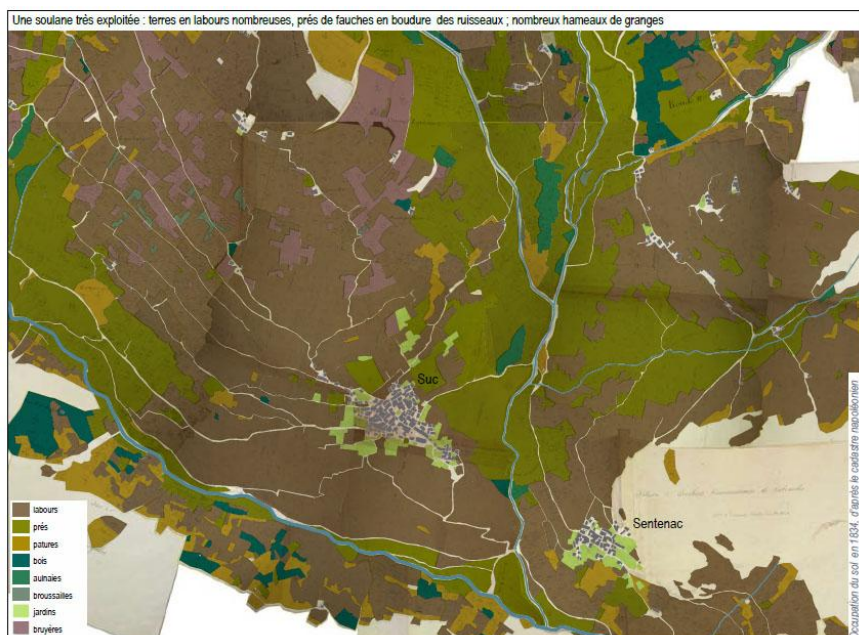 Une soulane très exploitée : terres en labours nombreuses, prés de fauches en boudure des ruisseaux ; nombreux hameaux de granges
Suc
Sentenac
labours
prés
patures
bois
aulnaies
broussailles
jardins
bruyères
ccupation du sol en 1834, d'après le cadastre napoléonien